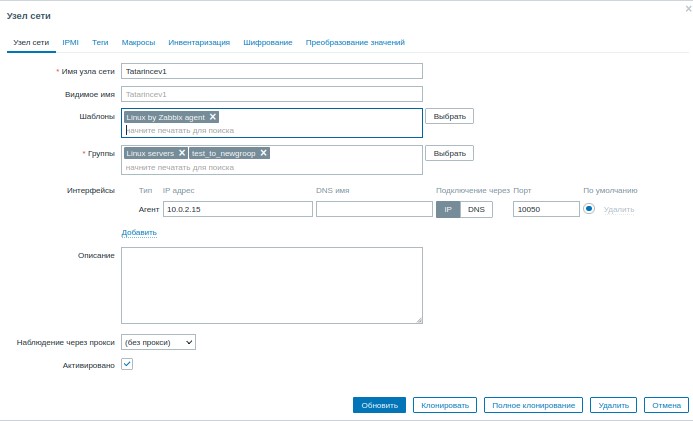 Узел сети
Узел сети IPMI Теги Макросы Инвентаризация Шифрование Преобразование значений
* Имя узла сети Tatarincev1
Видимое имя Tatarincev1
Шаблоны Linux by Zabbix agent × Выбрать
начните печатать для поиска
* Группы Linux servers × test_to_newgroop × Выбрать
начните печатать для поиска
Интерфейсы Тип IP адрес DNS имя Подключение через Порт По умолчанию
Агент 10.0.2.15 IP DNS 10050 Удалить
Добавить
Описание
Наблюдение через прокси (без прокси)
Активировано
Обновить Клонировать Полное клонирование Удалить Отмена